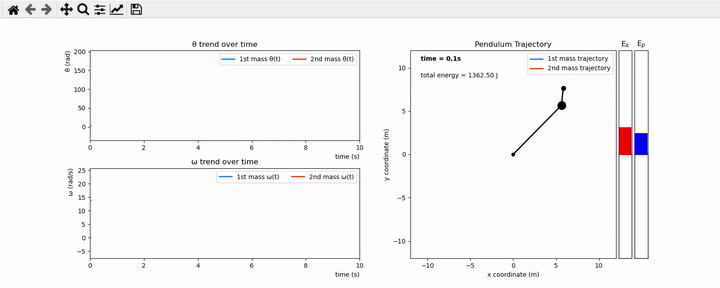 θ trend over time
θ (rad)
1st mass θ(t)
2nd mass θ(t)
200
150
100
50
0
0 2 4 6 8 10
time (s)
ω trend over time
ω (rad/s)
1st mass ω(t)
2nd mass ω(t)
25
20
15
10
5
0
−5
0 2 4 6 8 10
time (s)
Pendulum Trajectory
time = 0.1s
total energy = 1362.50 J
1st mass trajectory
2nd mass trajectory
y coordinate (m)
10
5
0
−5
−10
−10 −5 0 5 10
x coordinate (m)
Ek
Ep